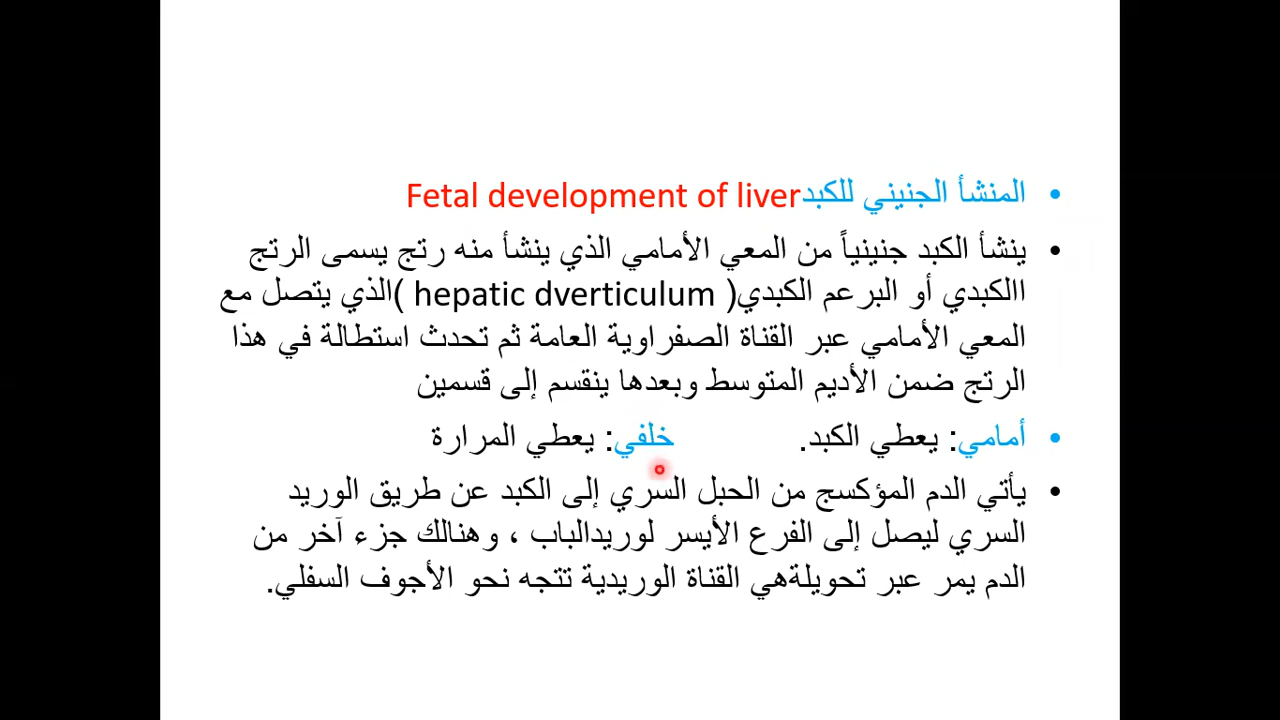 • المنشأ الجنيني للكبدFetal development of liver
• ينشأ الكبد جنينياً من المعي الأمامي الذي ينشأ منه رتج يسمى الرتج
االكبدي أو البرعم الكبدي( hepatic dverticulum )الذي يتصل مع
المعي الأمامي عبر القناة الصفراوية العامة ثم تحدث استطالة في هذا
الرتج ضمن الأديم المتوسط وبعدها ينقسم إلى قسمين
• أمامي: يعطي الكبد. خلفي: يعطي المرارة
• يأتي الدم المؤكسج من الحبل السري إلى الكبد عن طريق الوريد
السري ليصل إلى الفرع الأيسر لوريدالباب ، وهنالك جزء آخر من
الدم يمر عبر تحويلةهي القناة الوريدية تتجه نحو الأجوف السفلي.